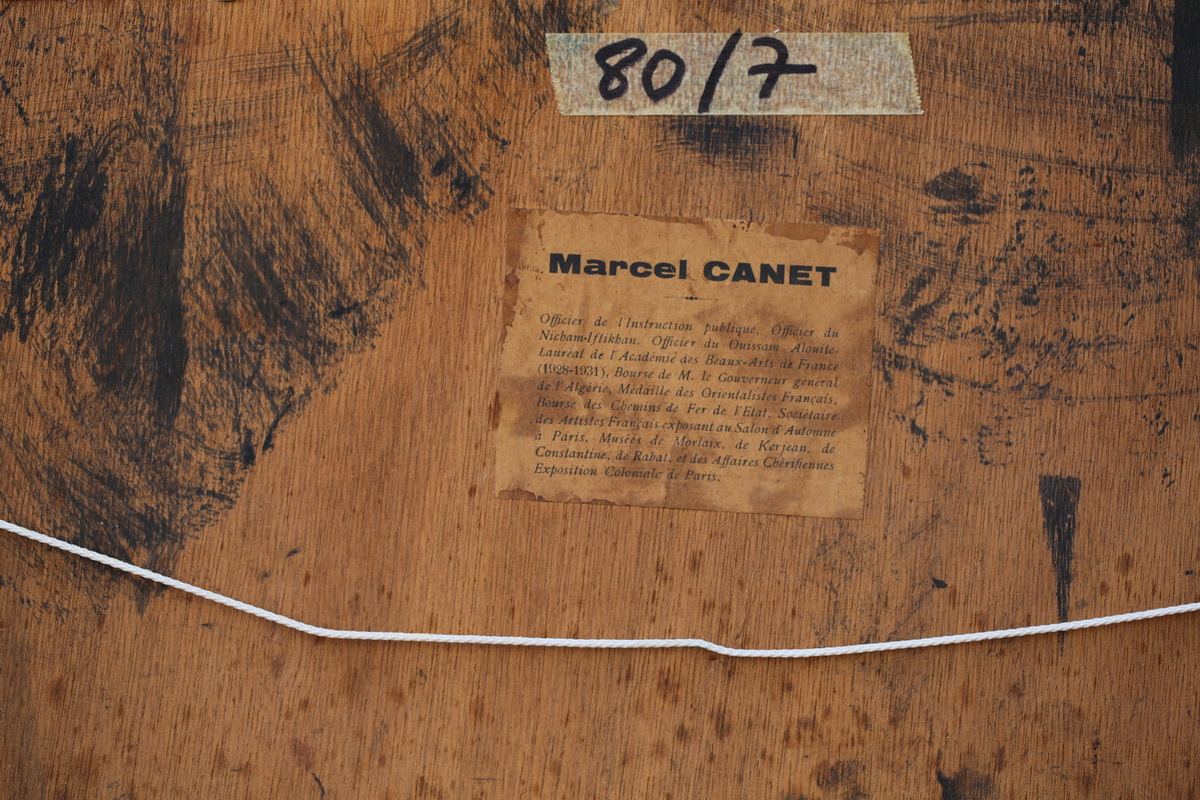 80/7
Marcel CANET
Officier de l'Instruction publique, Officier du
Nicham-Iftikhan. Officier du Ouissam Alouite.
Lauréat de l'Académie des Beaux-Arts de France
(1928-1931), Bourse de M. le Gouverneur général
de l'Algérie, Médaille des Orientalistes Français,
Bourse des Chemins de Fer de l'Etat, Sociétaire
des Artistes Français exposant au Salon d'Automne
à Paris. Musées de Morlaix, de Kerjean, de
Constantine, de Rabat, et des Affaires Chérifiennes
Exposition Coloniale de Paris.